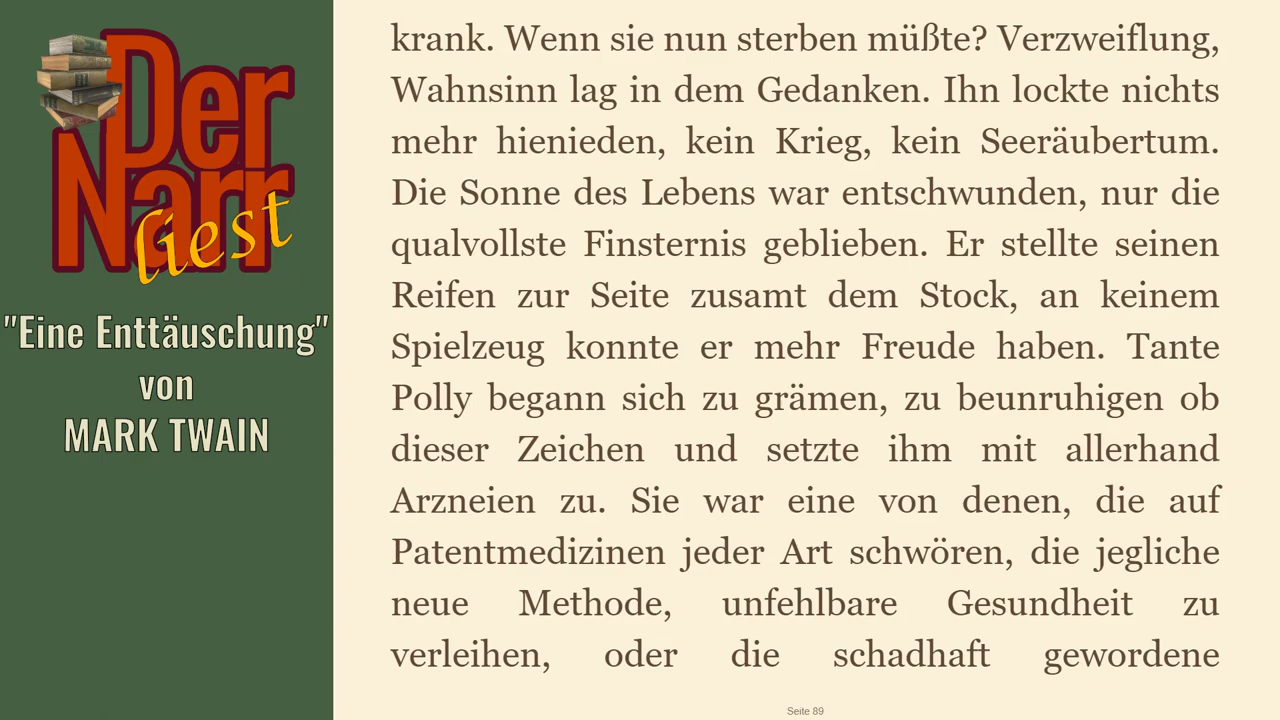 Der
Narr
liest
"Eine Enttäuschung"
von
MARK TWAIN
krank. Wenn sie nun sterben müßte? Verzweiflung,
Wahnsinn lag in dem Gedanken. Ihn lockte nichts
mehr hienieden, kein Krieg, kein Seeräubertum.
Die Sonne des Lebens war entschwunden, nur die
qualvollste Finsternis geblieben. Er stellte seinen
Reifen zur Seite zusamt dem Stock, an keinem
Spielzeug konnte er mehr Freude haben. Tante
Polly begann sich zu grämen, zu beunruhigen ob
dieser Zeichen und setzte ihm mit allerhand
Arzneien zu. Sie war eine von denen, die auf
Patentmedizinen jeder Art schwören, die jegliche
neue Methode, unfehlbare Gesundheit zu
verleihen, oder die schadhaft gewordene
Seite 89